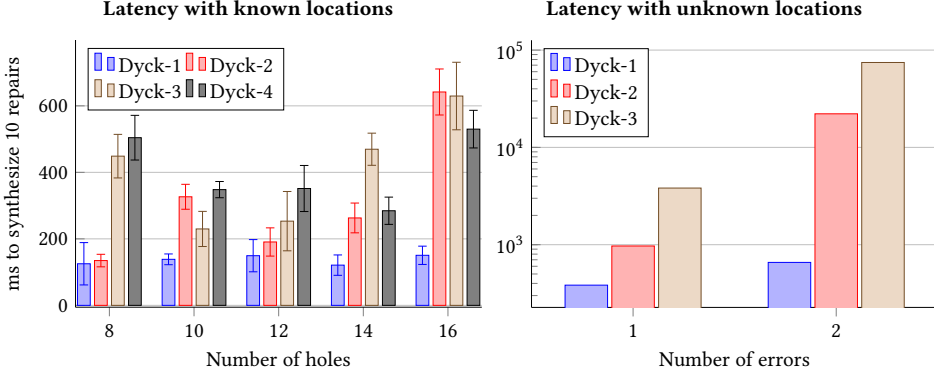 Latency with known locations
ms to synthesize 10 repairs
Dyck-1 Dyck-2
Dyck-3 Dyck-4
600
400
200
0
8 10 12 14 16
Number of holes
Latency with unknown locations
Dyck-1
Dyck-2
Dyck-3
10^5
10^4
10^3
1 2
Number of errors